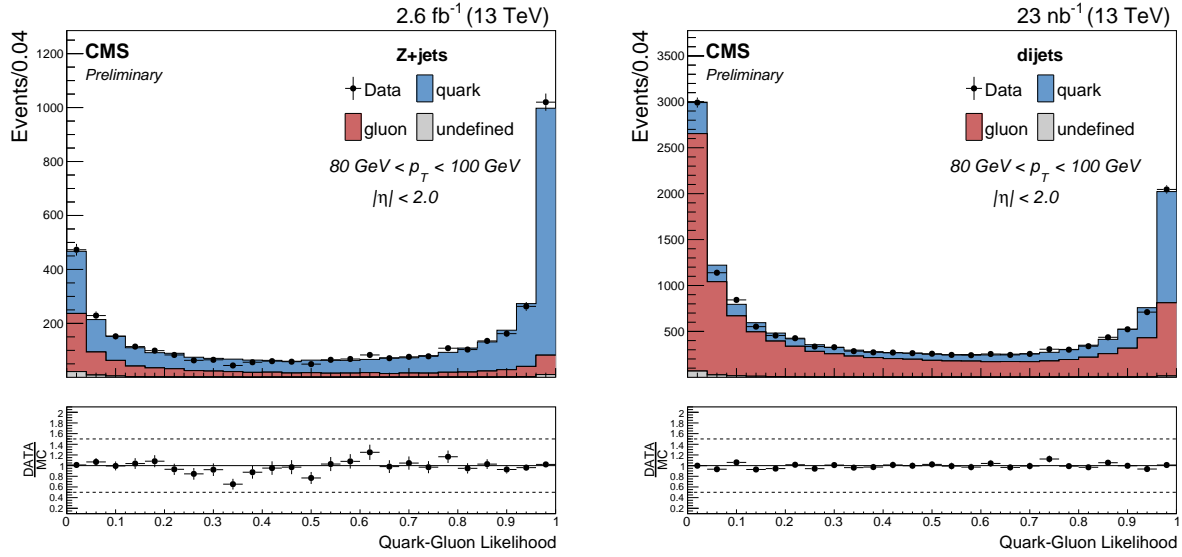 2.6 fb⁻¹ (13 TeV)
Events/0.04
1200
1000
800
600
400
200
CMS
Preliminary
Z+jets
Data
quark
gluon
undefined
80 GeV < p_T < 100 GeV
|η| < 2.0
DATA
MC
2
1.8
1.6
1.4
1.2
1
0.8
0.6
0.4
0.2
0 0.1 0.2 0.3 0.4 0.5 0.6 0.7 0.8 0.9 1
Quark-Gluon Likelihood
23 nb⁻¹ (13 TeV)
Events/0.04
3500
3000
2500
2000
1500
1000
500
CMS
Preliminary
dijets
Data
quark
gluon
undefined
80 GeV < p_T < 100 GeV
|η| < 2.0
DATA
MC
2
1.8
1.6
1.4
1.2
1
0.8
0.6
0.4
0.2
0 0.1 0.2 0.3 0.4 0.5 0.6 0.7 0.8 0.9 1
Quark-Gluon Likelihood